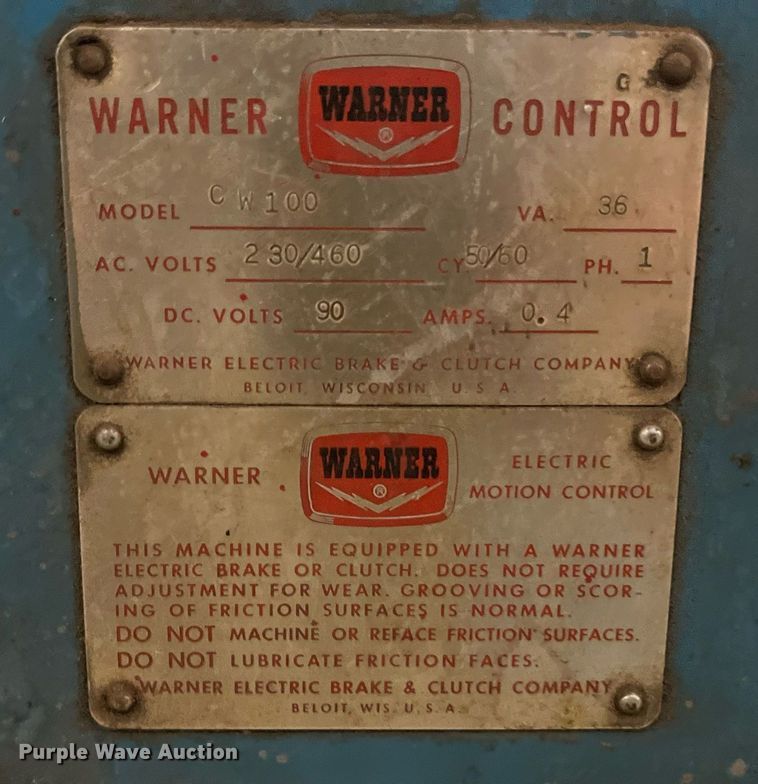 G
WARNER WARNER ® CONTROL
MODEL CW100 VA. 36
AC. VOLTS 230/460 CY 50/60 PH. 1
DC. VOLTS 90 AMPS. 0.4
WARNER ELECTRIC BRAKE & CLUTCH COMPANY
BELOIT, WISCONSIN, U. S. A.
WARNER WARNER ® ELECTRIC
MOTION CONTROL
THIS MACHINE IS EQUIPPED WITH A WARNER
ELECTRIC BRAKE OR CLUTCH. DOES NOT REQUIRE
ADJUSTMENT FOR WEAR. GROOVING OR SCOR-
ING OF FRICTION SURFACES IS NORMAL.
DO NOT MACHINE OR REFACE FRICTION SURFACES.
DO NOT LUBRICATE FRICTION FACES.
WARNER ELECTRIC BRAKE & CLUTCH COMPANY
BELOIT, WIS. U. S. A.
Purple Wave Auction